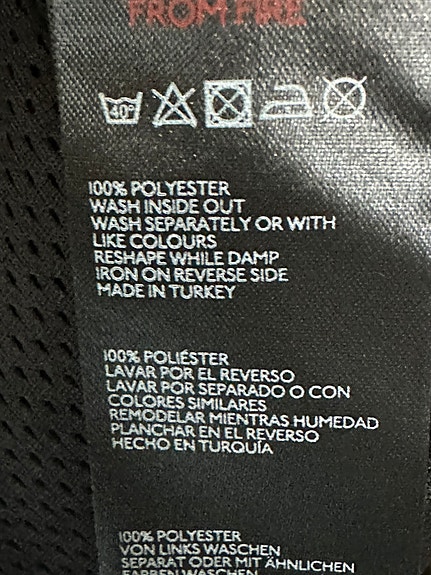 FROM FIRE
40°
100% POLYESTER
WASH INSIDE OUT
WASH SEPARATELY OR WITH
LIKE COLOURS
RESHAPE WHILE DAMP
IRON ON REVERSE SIDE
MADE IN TURKEY
100% POLIÉSTER
LAVAR POR EL REVERSO
LAVAR POR SEPARADO O CON
COLORES SIMILARES
REMODELAR MIENTRAS HUMEDAD
PLANCHAR EN EL REVERSO
HECHO EN TURQUÍA
100% POLYESTER
VON LINKS WASCHEN
SEPARAT ODER MIT ÄHNLICHEN
FARBEN WASCHEN